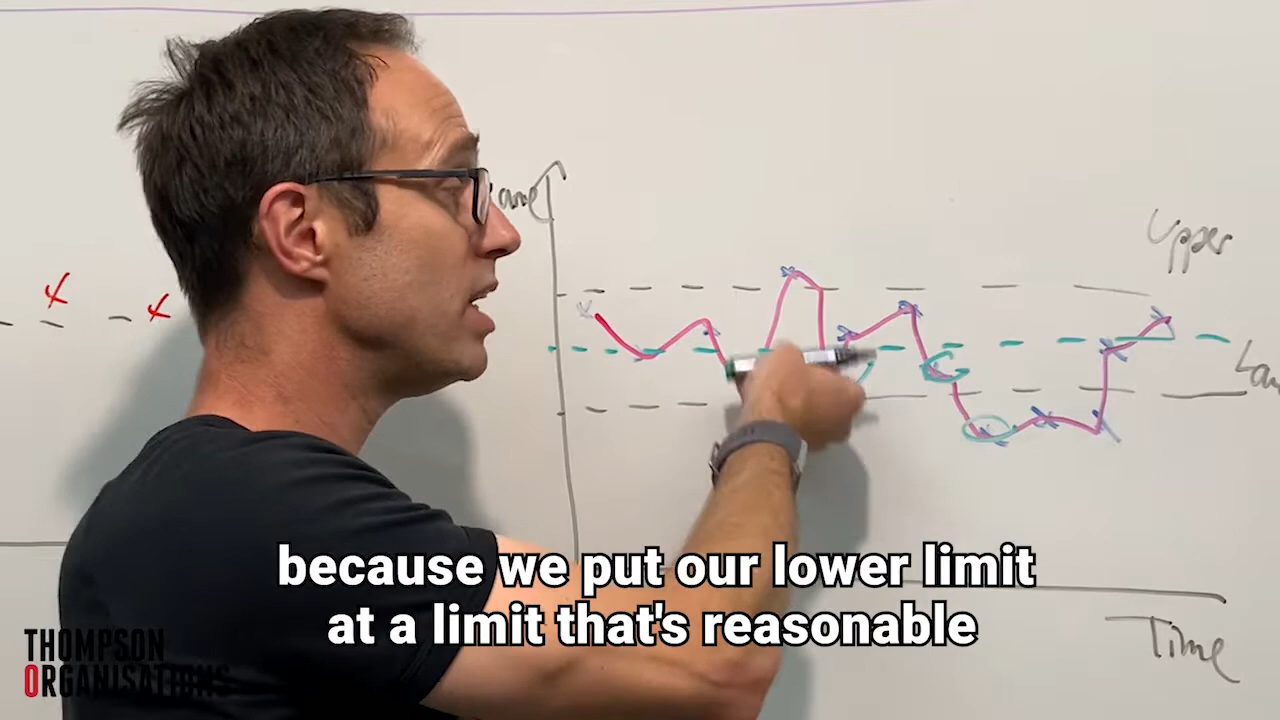 Upper
because we put our lower limit
at a limit that's reasonable
Time
THOMPSON
ORGANISATIONS